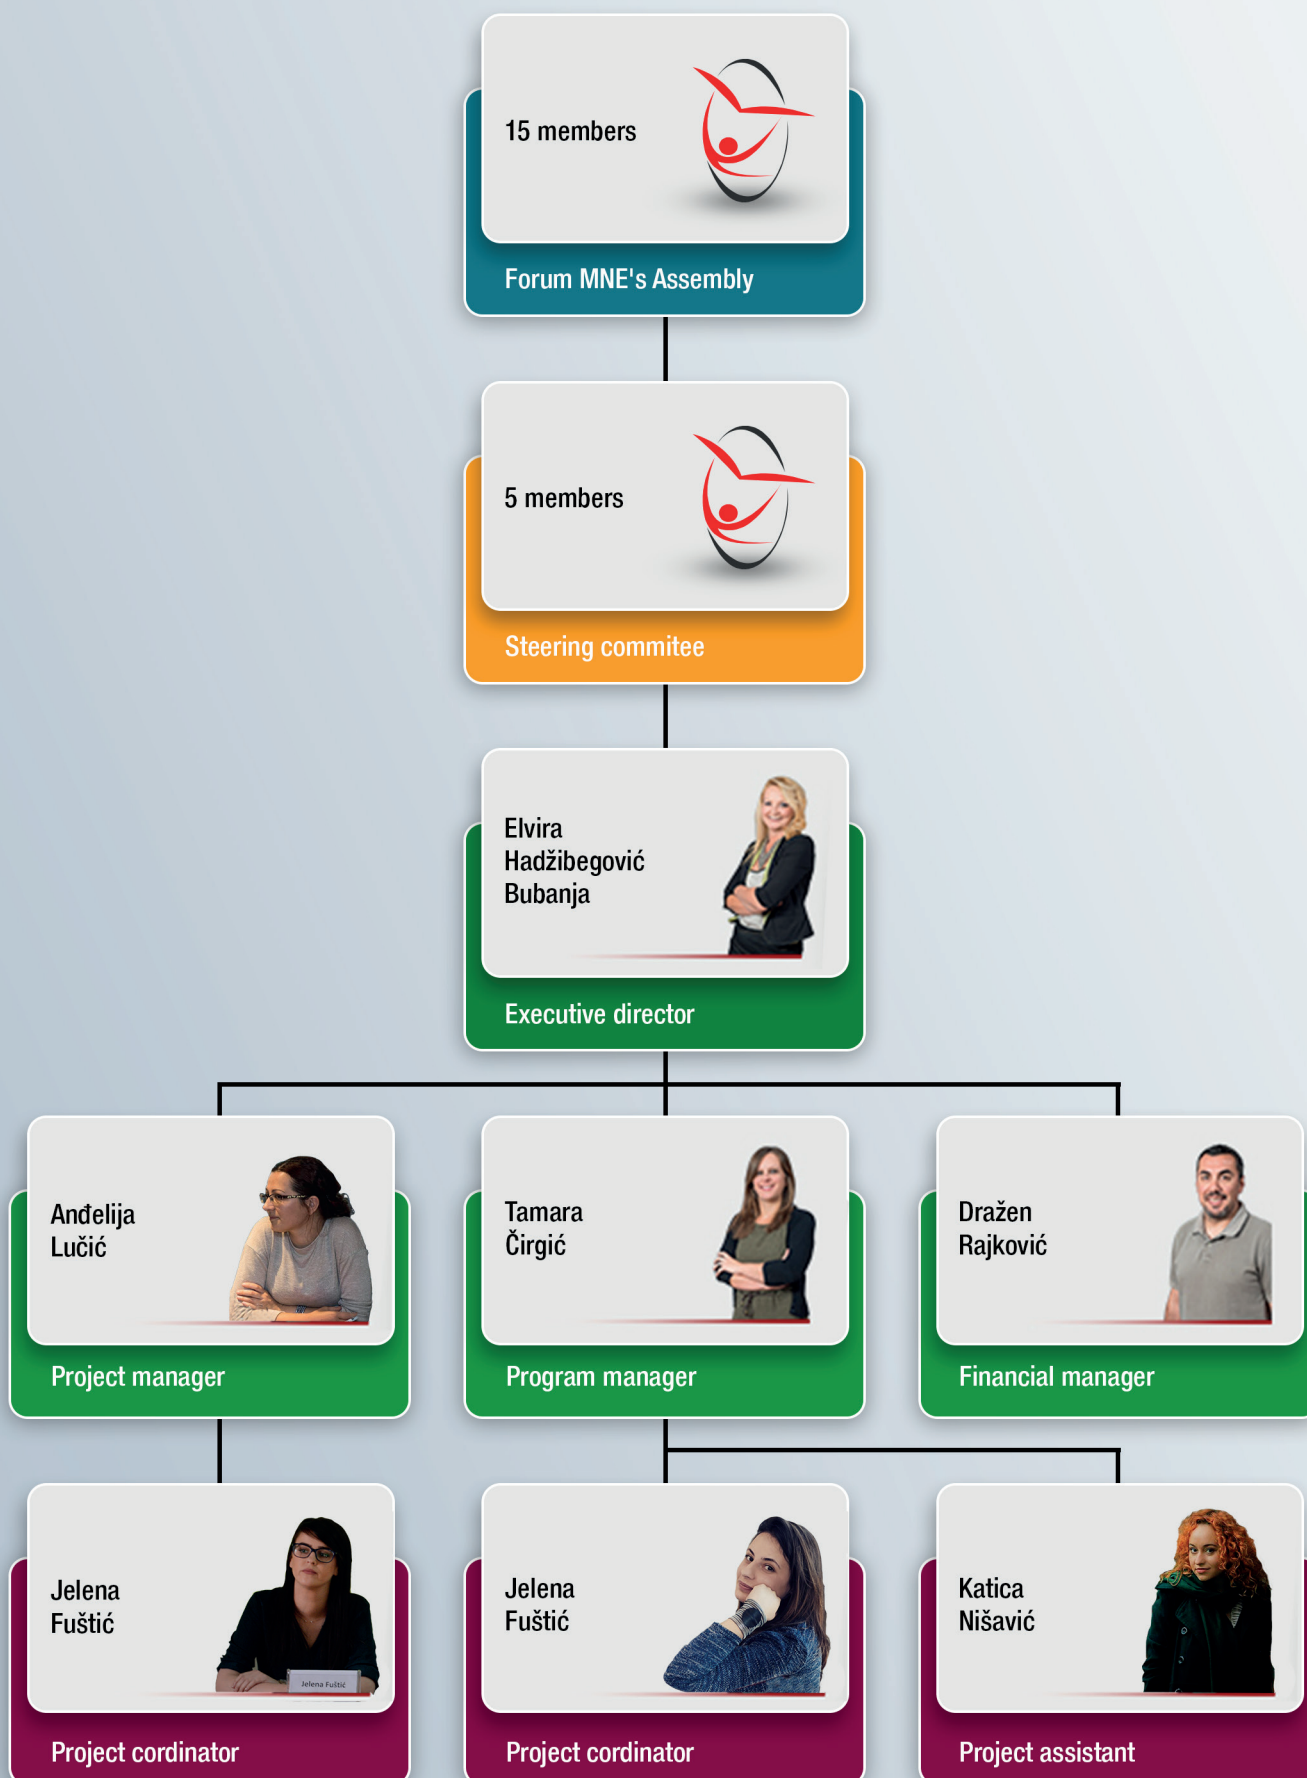 15 members
Forum MNE's Assembly
5 members
Steering commitee
Elvira
Hadžibegović
Bubanja
Executive director
Anđelija
Lučić
Project manager
Tamara
Čirgić
Program manager
Dražen
Rajković
Financial manager
Jelena
Fuštić
Jelena Fuštić
Project cordinator
Jelena
Fuštić
Project cordinator
Katica
Nišavić
Project assistant